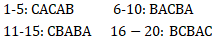 1-5: CACAB 6-10: BACBA
11-15: CBABA 16 − 20: BCBAC